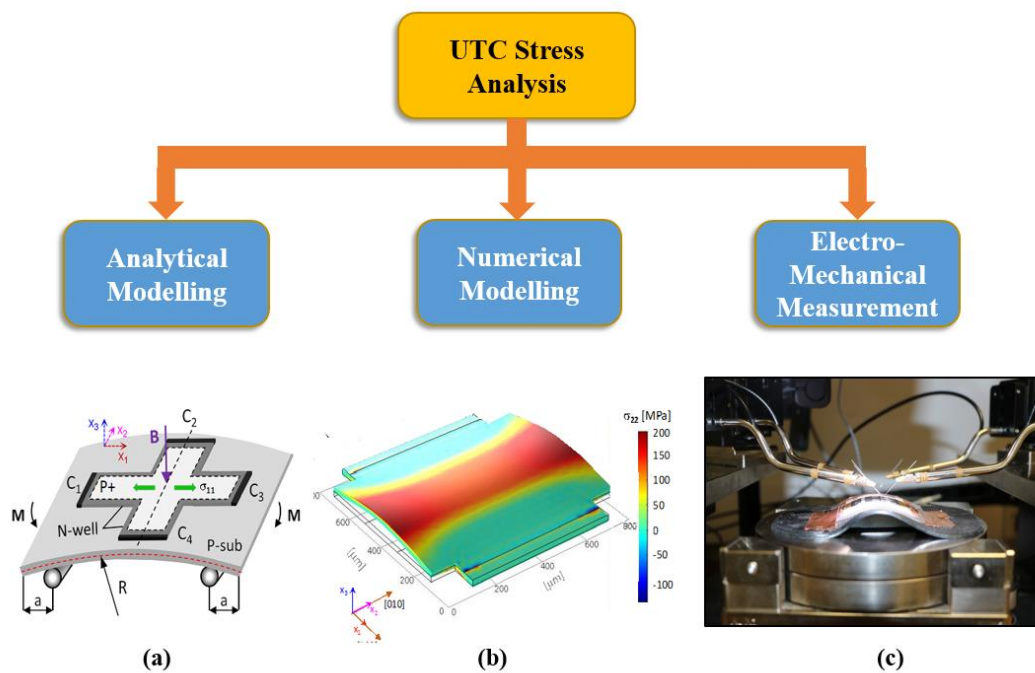 UTC Stress
Analysis
Analytical
Modelling
Numerical
Modelling
Electro-
Mechanical
Measurement
X₃
X₂
X₁
C₂
B
C₁
P+
σ₁₁
C₃
M
M
N-well
C₄
P-sub
R
a
a
σ₂₂ [MPa]
200
150
100
50
0
-50
-100
600
400
200
0
[µm]
0
200
400
600
800
[µm]
x₃
[010]
(a)
(b)
(c)